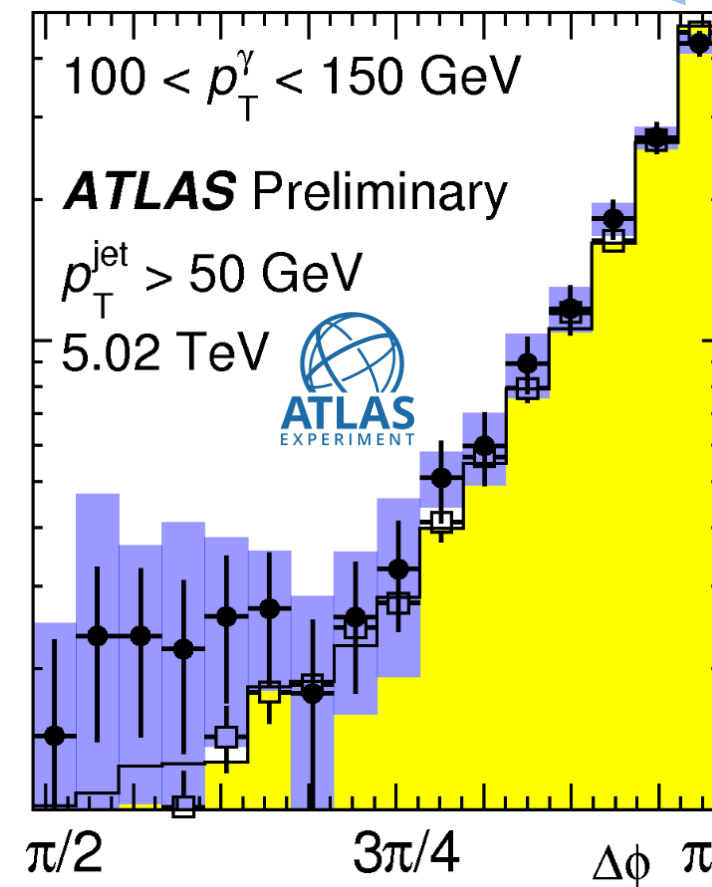 100 < p_T^γ < 150 GeV
ATLAS Preliminary
p_T^jet > 50 GeV
5.02 TeV
ATLAS
EXPERIMENT
π/2 3π/4 Δϕ π